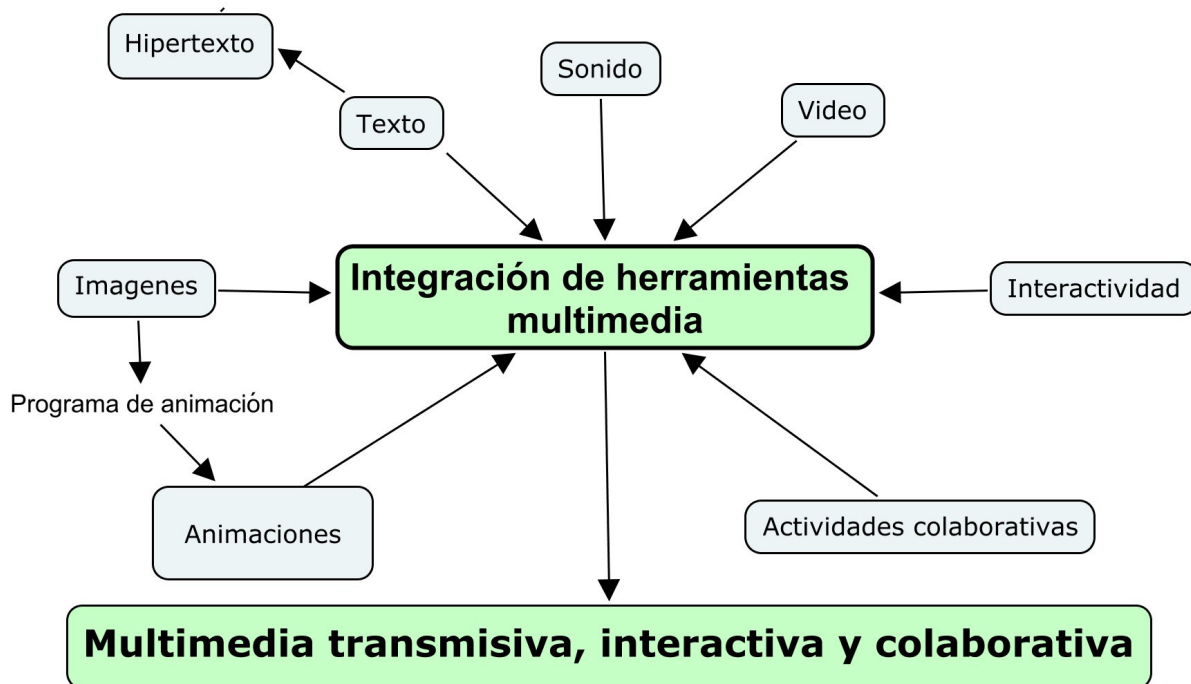 Hipertexto
Sonido
Video
Texto
Integración de herramientas
multimedia
Imagenes
Interactividad
Programa de animación
Animaciones
Actividades colaborativas
Multimedia transmisiva, interactiva y colaborativa